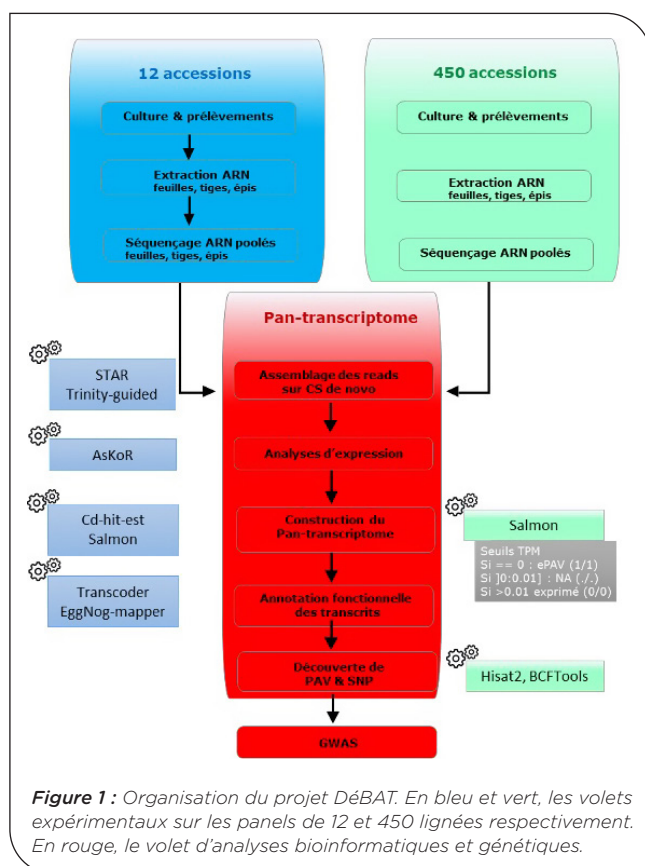 12 accessions
Culture & prélèvements
Extraction ARN
feuilles, tiges, épis
Séquençage ARN poolés
feuilles, tiges, épis
450 accessions
Culture & prélèvements
Extraction ARN
feuilles, tiges, épis
Séquençage ARN poolés
Pan-transcriptome
Assemblage des reads
sur CS de novo
Analyses d'expression
Construction du
Pan-transcriptome
Annotation fonctionnelle
des transcrits
Découverte de
PAV & SNP
GWAS
STAR
Trinity-guided
AsKoR
Cd-hit-est
Salmon
Transcoder
EggNog-mapper
Salmon
Seuils TPM
Si == 0 : ePAV (1/1)
Si ]0:0.01] : NA (./.)
Si >0.01 exprimé (0/0)
Hisat2, BCFTools
Figure 1 : Organisation du projet DéBAT. En bleu et vert, les volets
expérimentaux sur les panels de 12 et 450 lignées respectivement.
En rouge, le volet d'analyses bioinformatiques et génétiques.